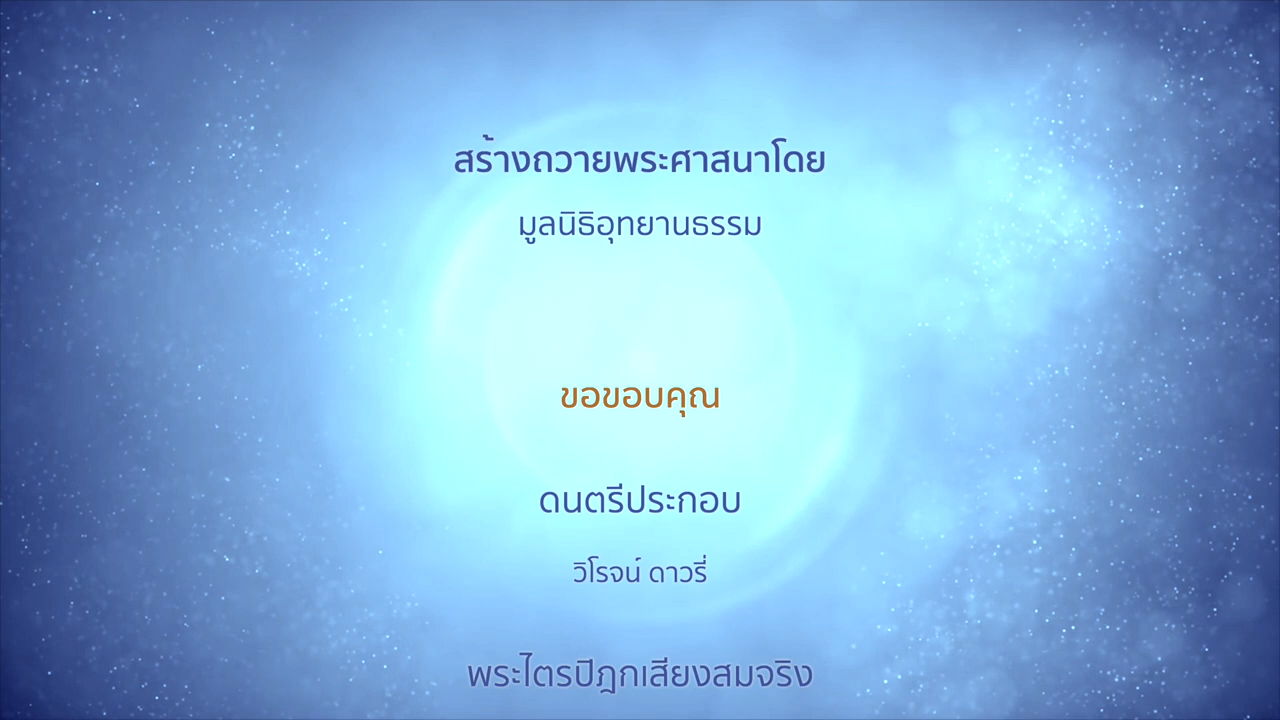 สร้างถวายพระศาสนาโดย
มูลนิธิอุทยานธรรม
ขอขอบคุณ
ดนตรีประกอบ
วิโรจน์ ดาวรี่
พระไตรปิฎกเสียงสมจริง